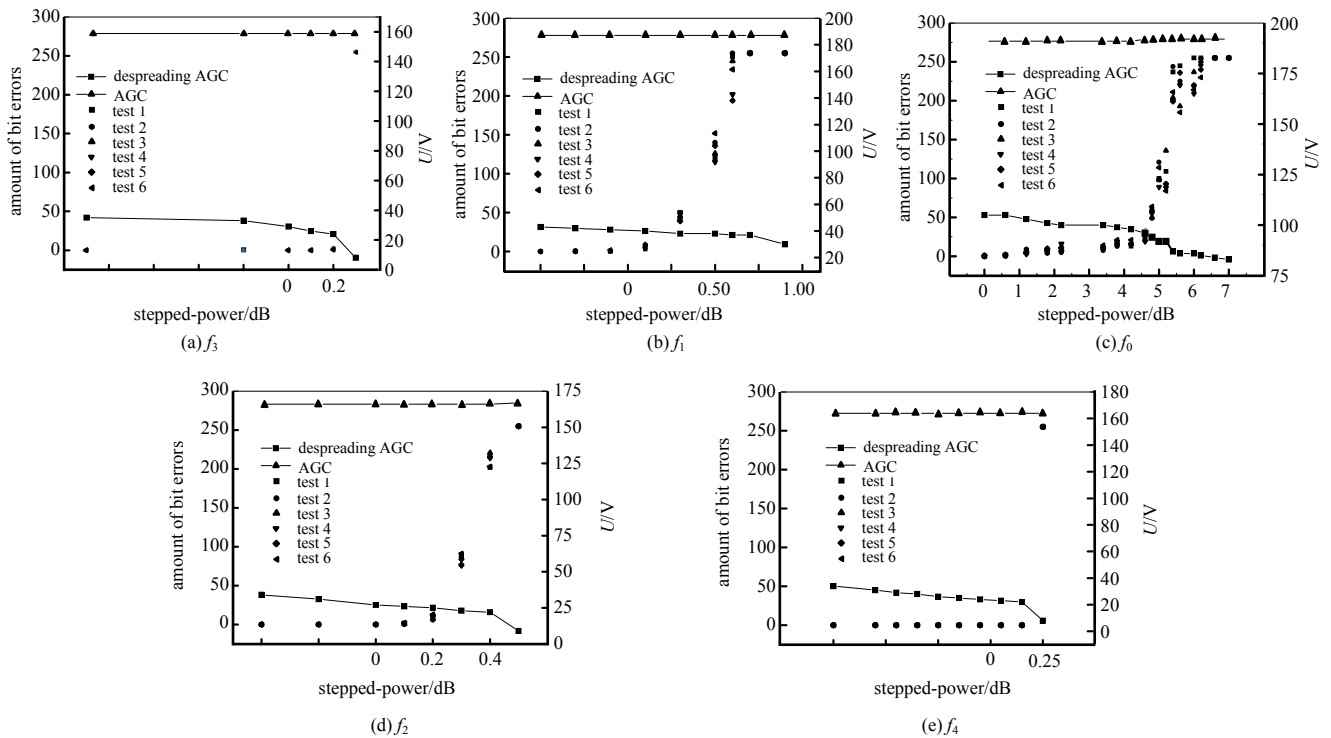 300
250
200
150
100
50
0
amount of bit errors
despreading AGC
AGC
test 1
test 2
test 3
test 4
test 5
test 6
160
140
120
100
80
60
40
20
0
U/V
0
0.2
stepped-power/dB
(a) f3
300
250
200
150
100
50
0
amount of bit errors
despreading AGC
AGC
test 1
test 2
test 3
test 4
test 5
test 6
200
180
160
140
120
100
80
60
40
20
U/V
0
0.50
1.00
stepped-power/dB
(b) f1
300
250
200
150
100
50
0
amount of bit errors
despreading AGC
AGC
test 1
test 2
test 3
test 4
test 5
test 6
200
175
150
125
100
75
U/V
0 1 2 3 4 5 6 7
stepped-power/dB
(c) f0
300
250
200
150
100
50
0
amount of bit errors
despreading AGC
AGC
test 1
test 2
test 3
test 4
test 5
test 6
175
150
125
100
75
50
25
0
U/V
0
0.2
0.4
stepped-power/dB
(d) f2
300
250
200
150
100
50
0
amount of bit errors
despreading AGC
AGC
test 1
test 2
test 3
test 4
test 5
test 6
180
160
140
120
100
80
60
40
20
0
U/V
0
0.25
stepped-power/dB
(e) f4